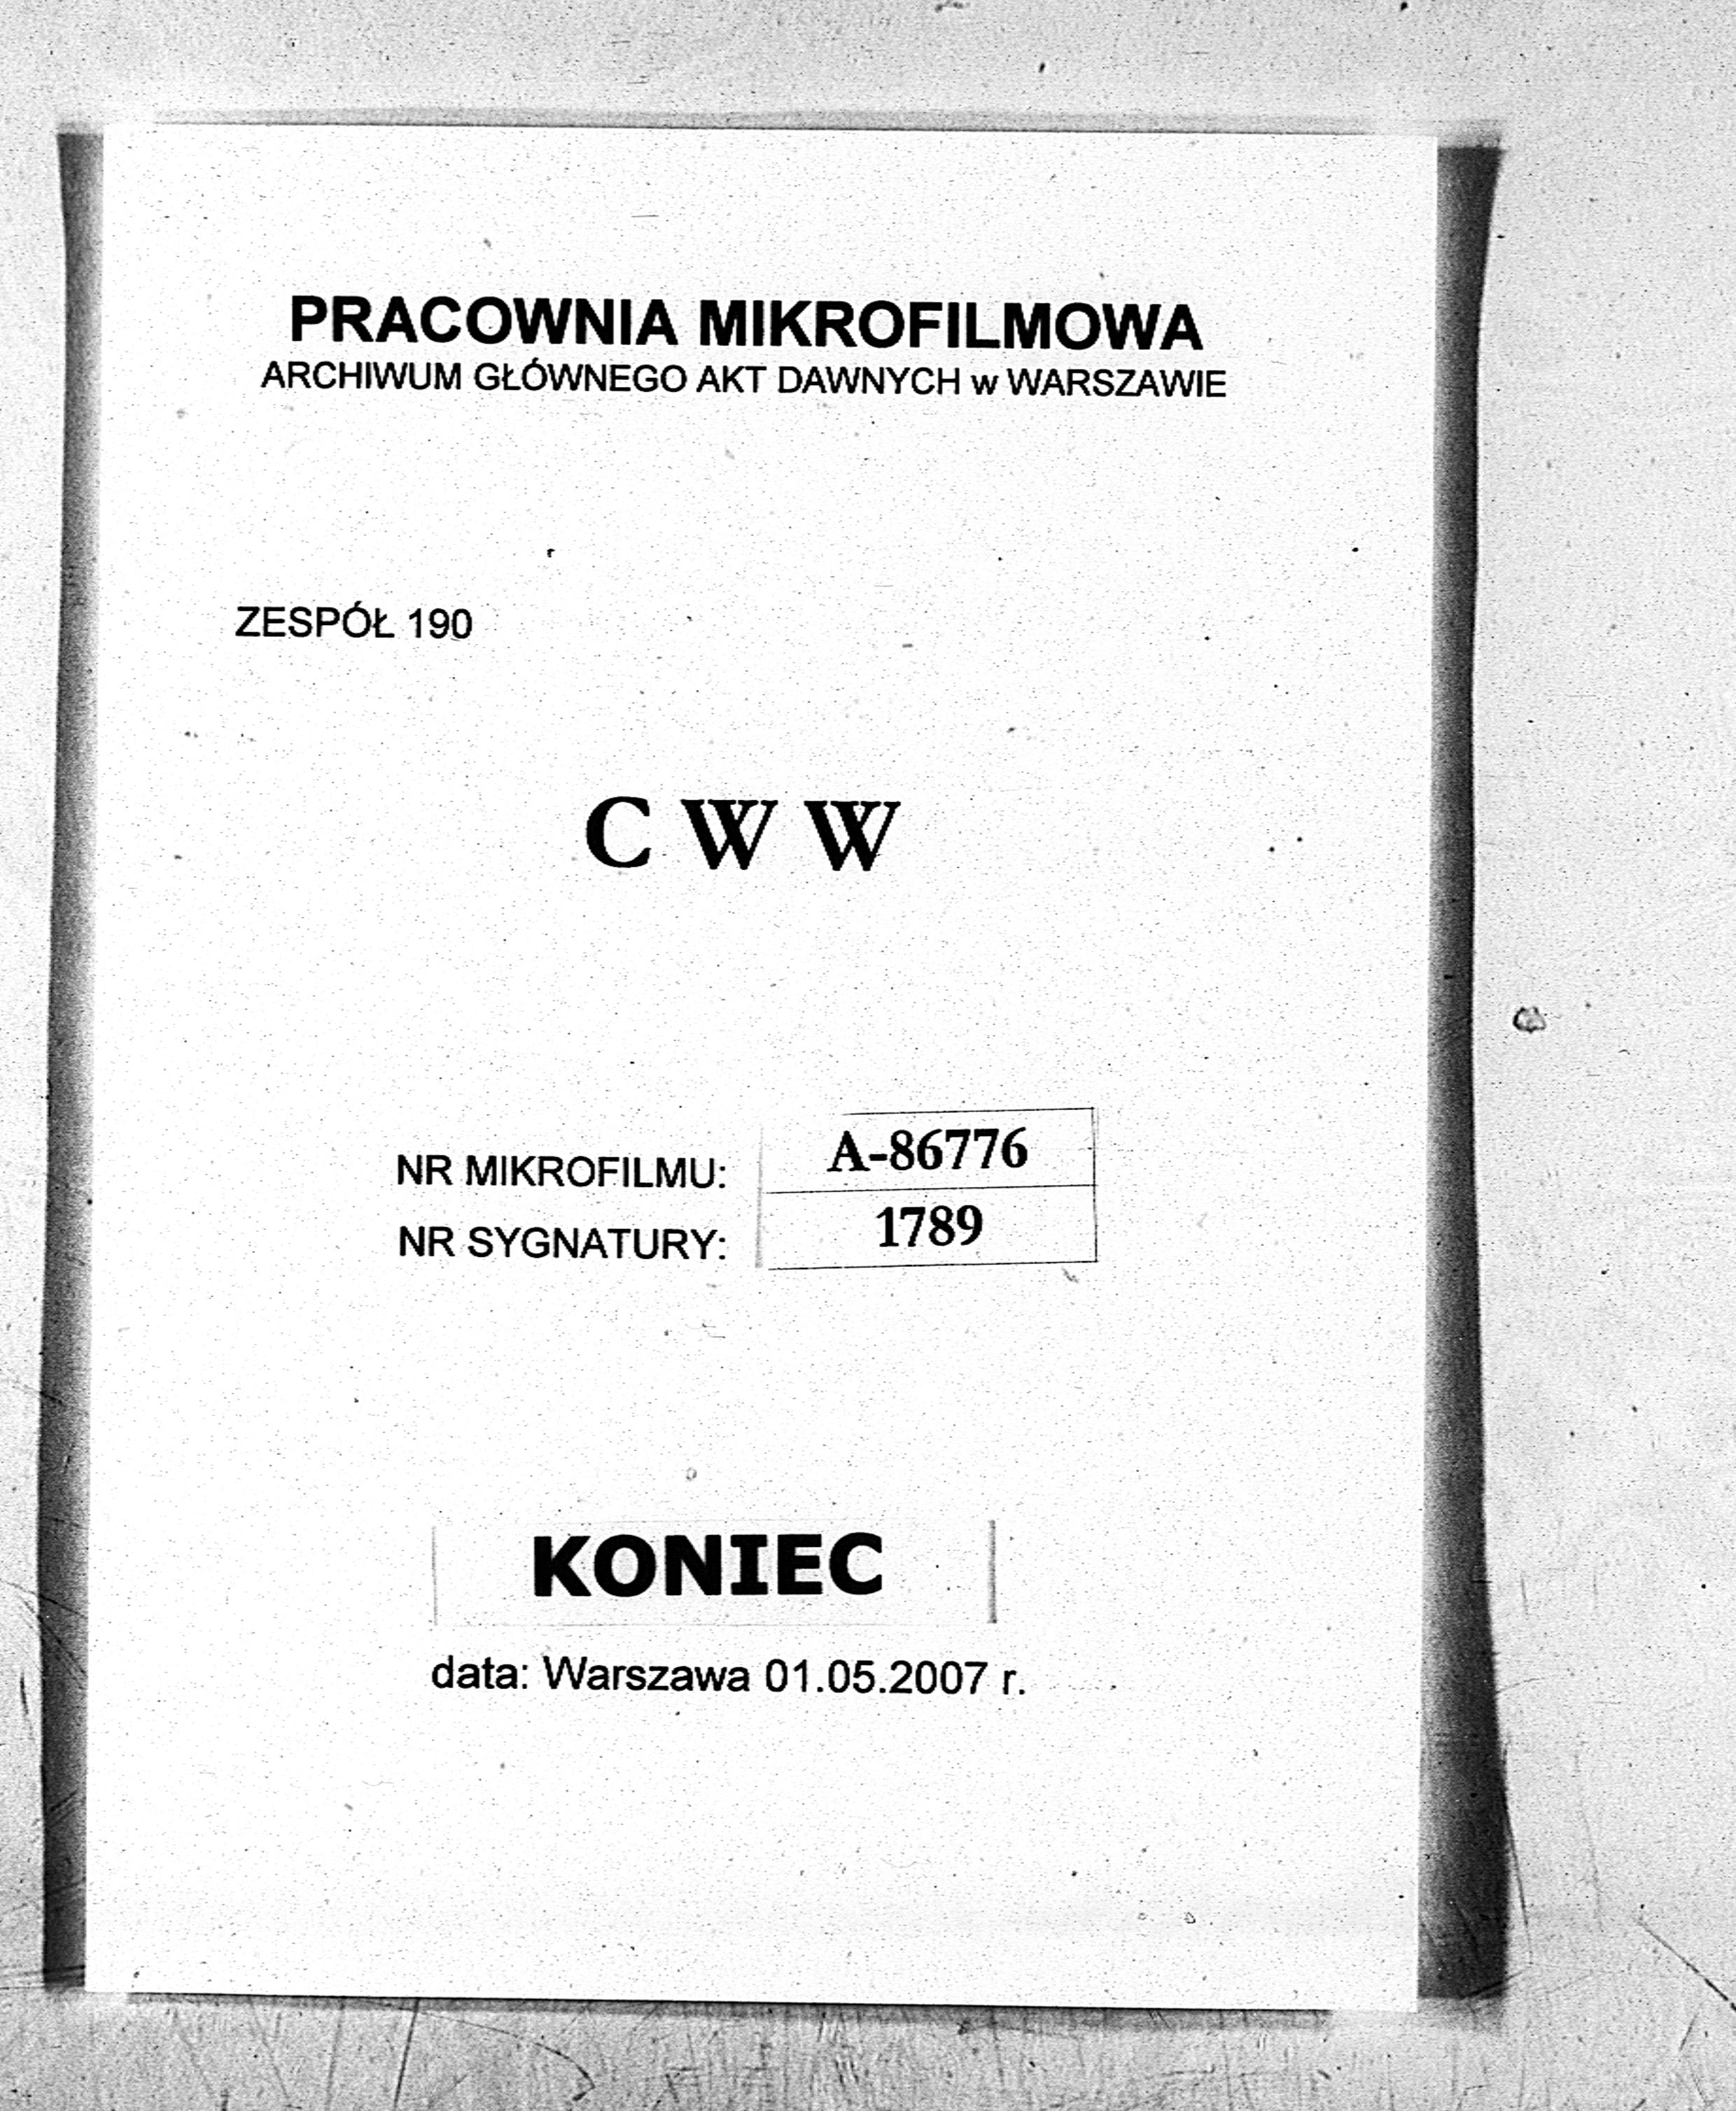 PRACOWNIA MIKROFILMOWA
ARCHIWUM GŁÓWNEGO AKT DAWNYCH w WARSZAWIE
ZESPÓŁ 190
C W W
NR MIKROFILMU: A-86776
NR SYGNATURY: 1789
KONIEC
data: Warszawa 01.05.2007 r.